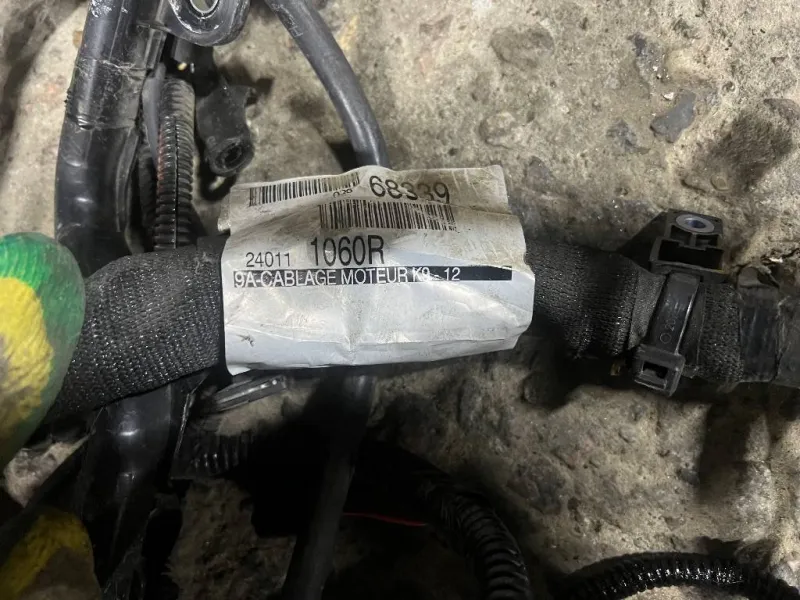 68339
24011 1060R
9A-CABLAGE MOTEUR K9 - 12